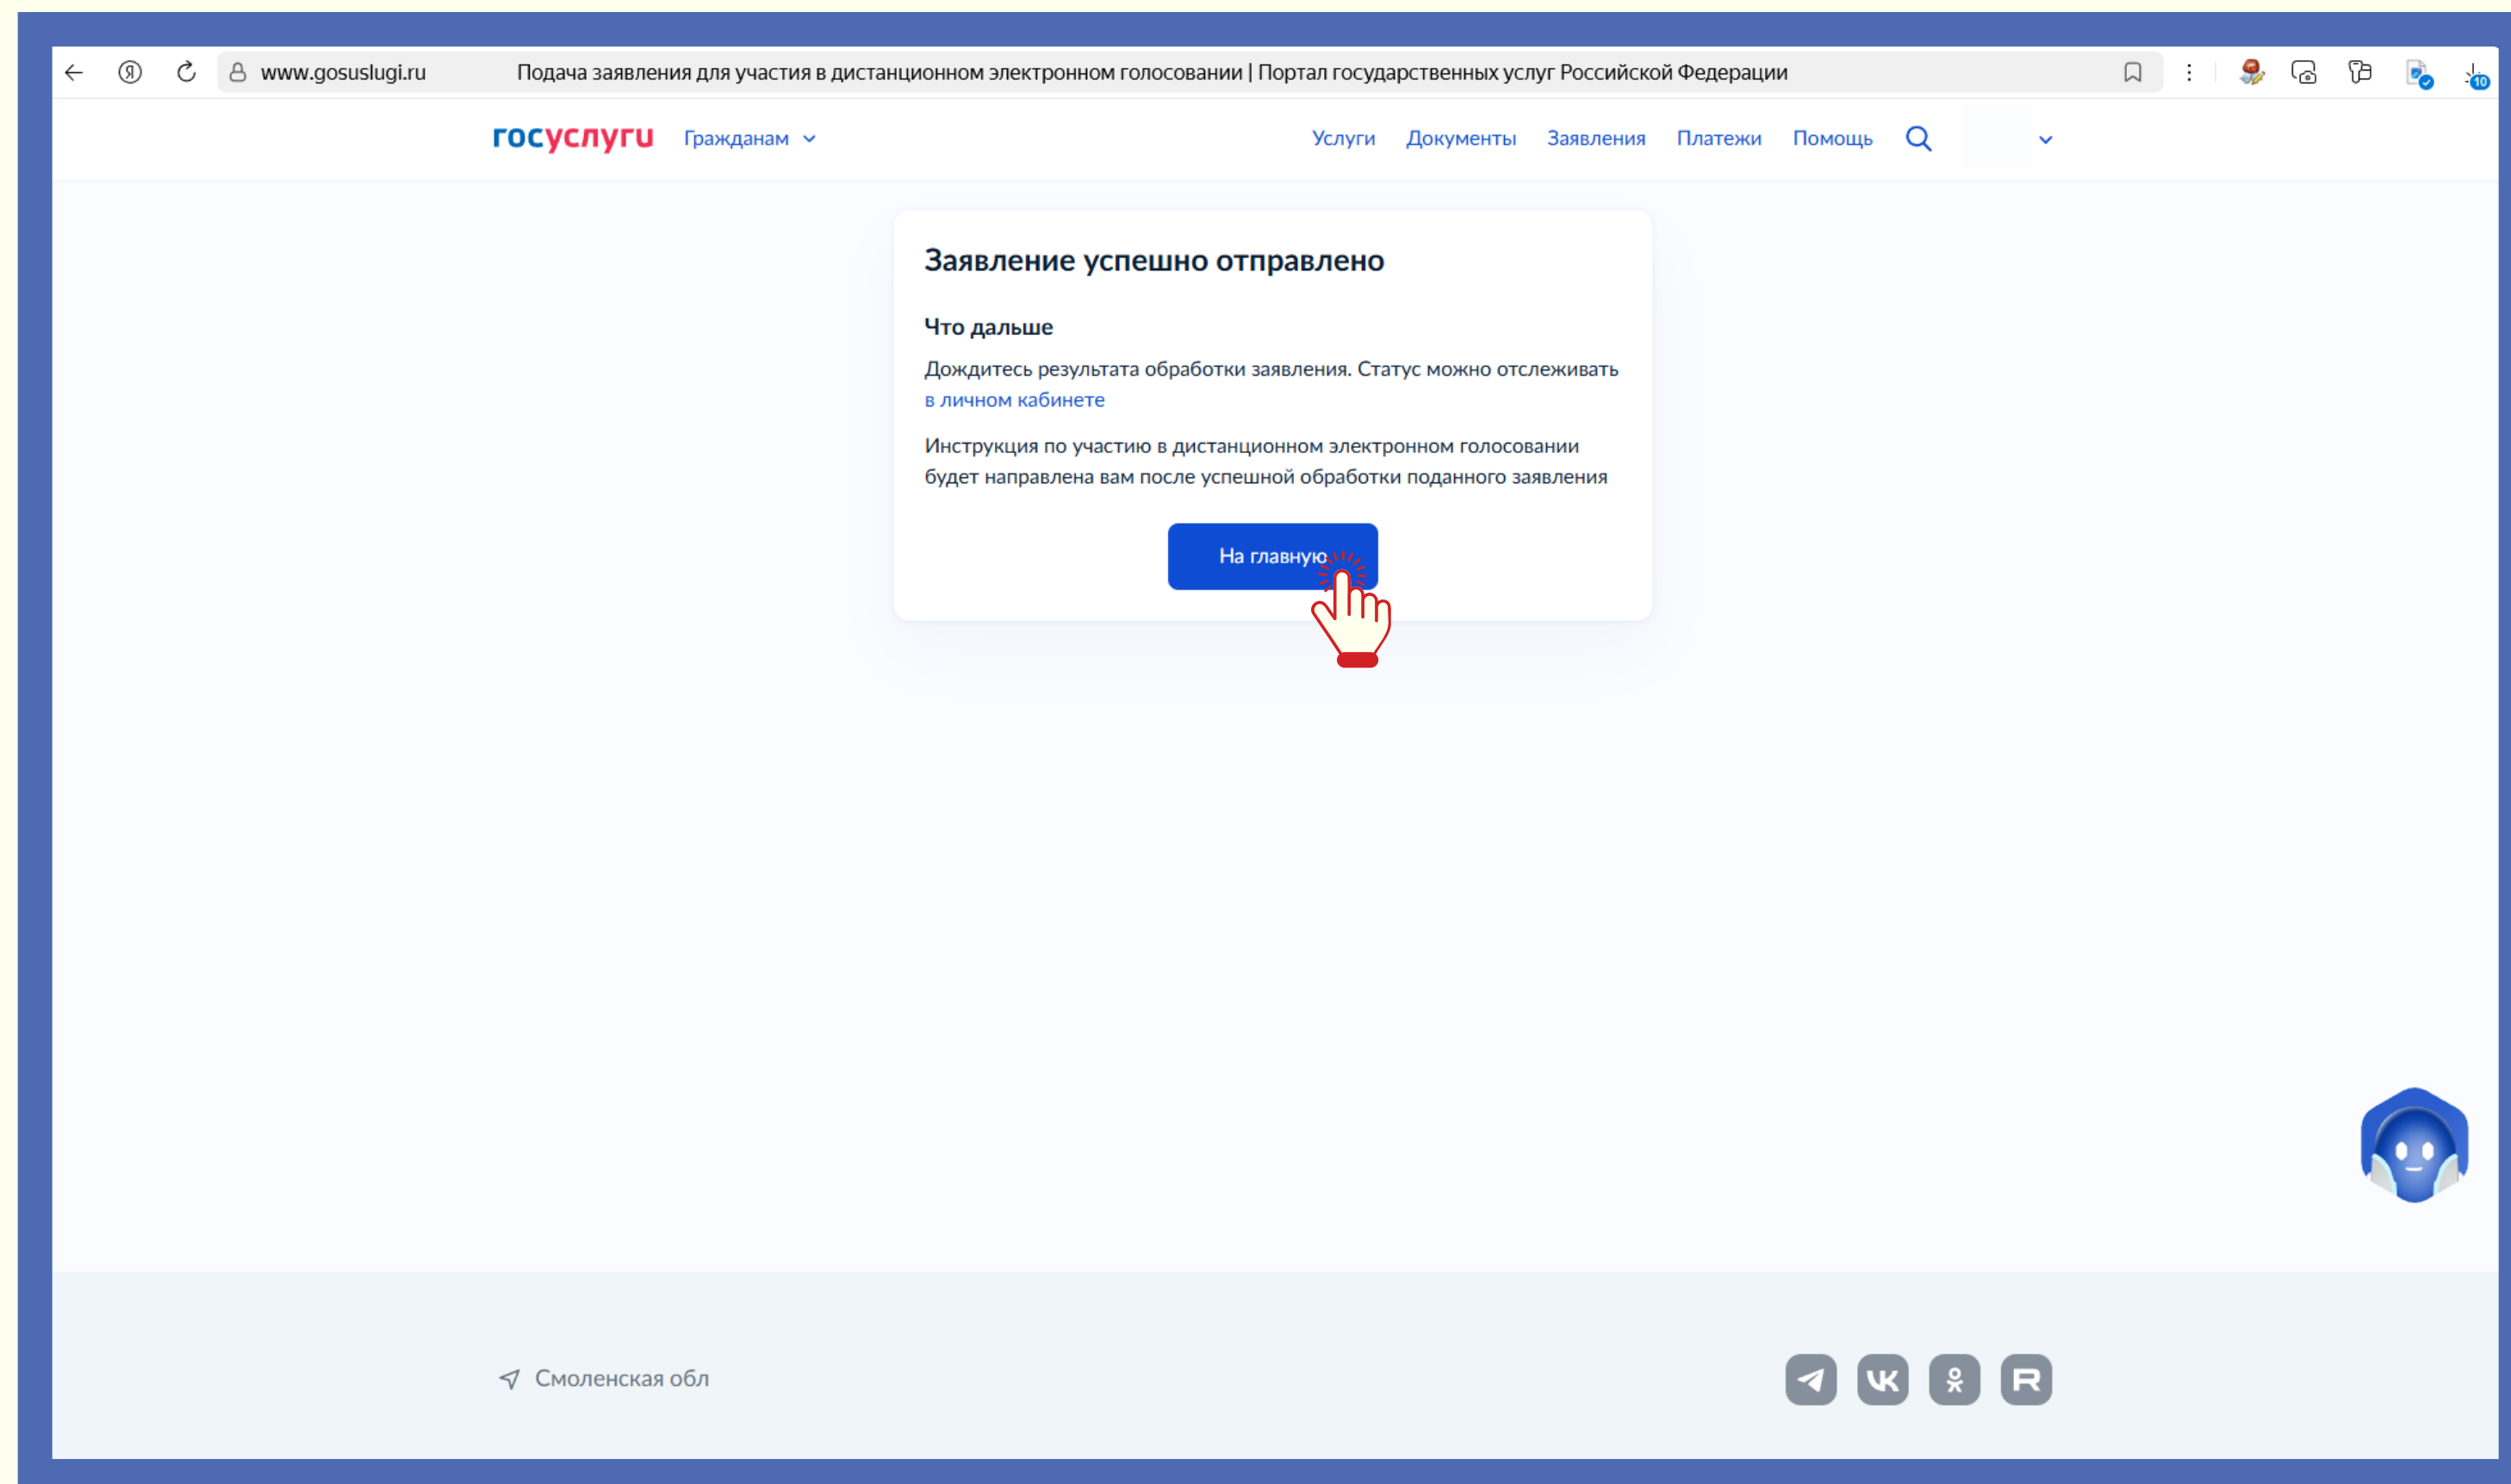 www.gosuslugi.ru Подача заявления для участия в дистанционном электронном голосовании | Портал государственных услуг Российской Федерации
10
госуслуги Гражданам Услуги Документы Заявления Платежи Помощь
Заявление успешно отправлено
Что дальше
Дождитесь результата обработки заявления. Статус можно отслеживать
в личном кабинете
Инструкция по участию в дистанционном электронном голосовании
будет направлена вам после успешной обработки поданного заявления
На главную
Смоленская обл